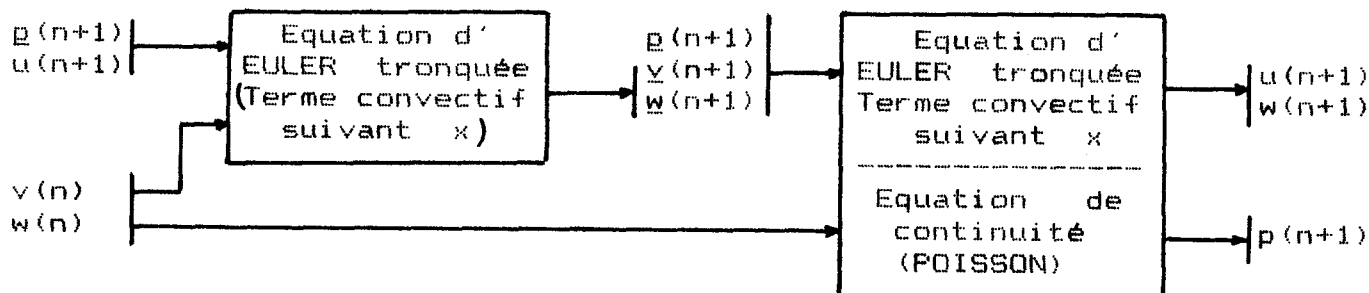 p(n+1)
u(n+1)
v(n)
w(n)
Equation d'
EULER tronquée
(Terme convectif
suivant x)
p(n+1)
v(n+1)
w(n+1)
Equation d'
EULER tronquée
Terme convectif
suivant x
Equation de
continuité
(POISSON)
u(n+1)
w(n+1)
p(n+1)